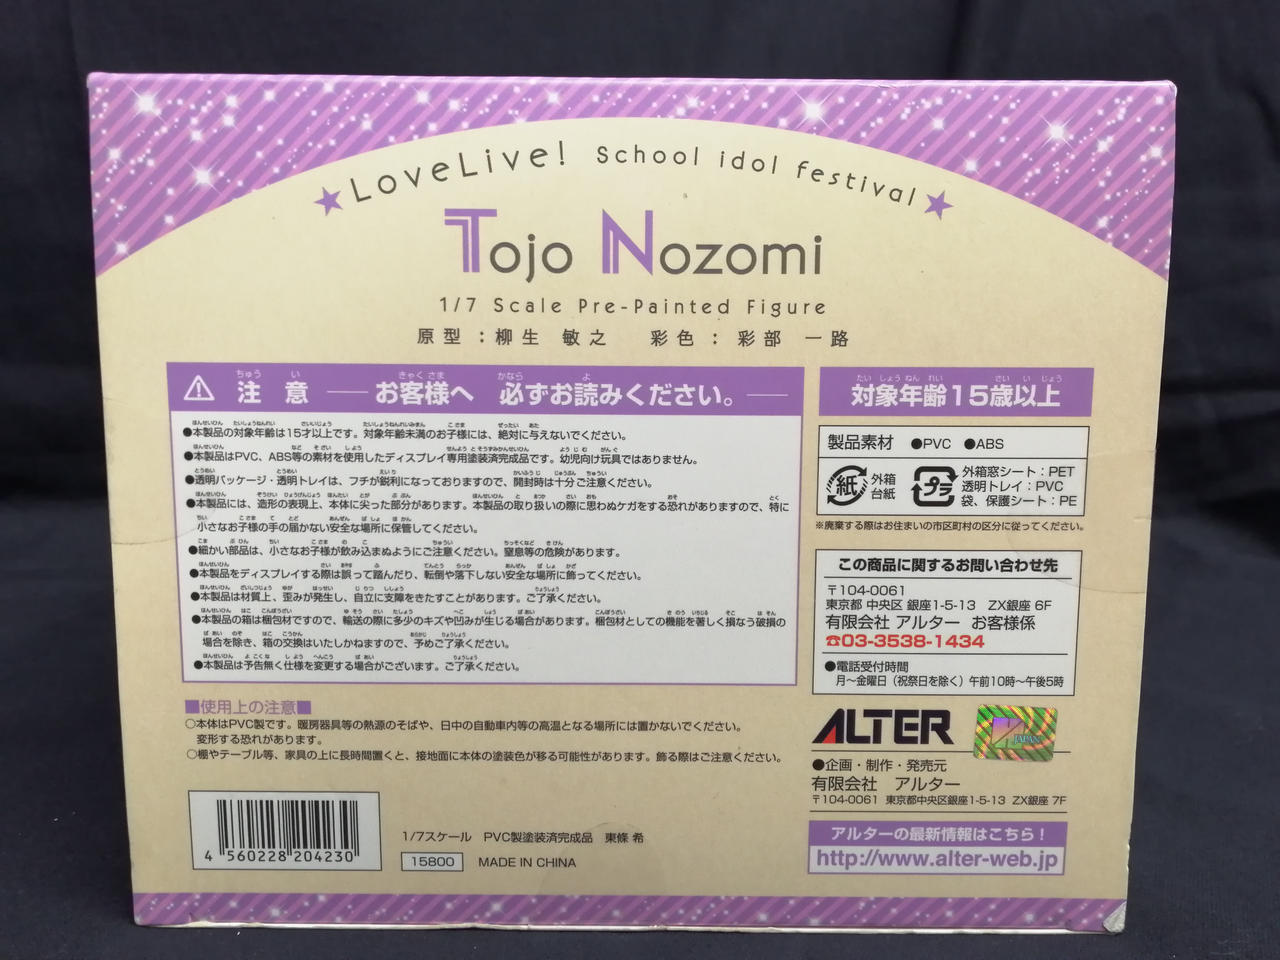 ★LoveLive! School idol festival★
Tojo Nozomi
1/7 Scale Pre-Painted Figure
原型：柳生 敏之　彩色：彩部 一路
注意 ― お客様へ 必ずお読みください。―
●本製品の対象年齢は15才以上です。対象年齢未満のお子様には、絶対に与えないでください。
●本製品はPVC、ABS等の素材を使用したディスプレイ専用塗装済完成品です。幼児向け玩具ではありません。
●透明パッケージ・透明トレイは、フチが鋭利になっておりますので、開封時は十分ご注意ください。
●本製品には、造形の表現上、本体に尖った部分があります。本製品の取り扱いの際に思わぬケガをする恐れがありますので、特に
小さなお子様の手の届かない安全な場所に保管してください。
●細かい部品は、小さなお子様が飲み込まぬようにご注意ください。窒息等の危険があります。
●本製品をディスプレイする際は誤って踏んだり、転倒や落下しない安全な場所に飾ってください。
●本製品は材質上、歪みが発生し、自立に支障をきたすことがあります。ご了承ください。
●本製品の箱は梱包材ですので、輸送の際に多少のキズや凹みが生じる場合があります。梱包材としての機能を著しく損なう破損の
場合を除き、箱の交換はいたしかねますので、予めご了承ください。
●本製品は予告無く仕様を変更する場合がございます。ご了承ください。
■使用上の注意■
○本体はPVC製です。暖房器具等の熱源のそばや、日中の自動車内等の高温となる場所には置かないでください。
変形する恐れがあります。
○棚やテーブル等、家具の上に長時間置くと、接地面に本体の塗装色が移る可能性があります。飾る際はご注意ください。
4 560228 204230
1/7スケール　PVC製塗装済完成品　東條 希
15800 MADE IN CHINA
対象年齢15歳以上
製品素材 ●PVC ●ABS
紙 外箱
台紙
プラ 外箱窓シート：PET
透明トレイ：PVC
袋、保護シート：PE
※廃棄する際はお住まいの市区町村の区分に従ってください。
この商品に関するお問い合わせ先
〒104-0061
東京都 中央区 銀座1-5-13　ZX銀座 6F
有限会社 アルター　お客様係
☎03-3538-1434
●電話受付時間
月～金曜日（祝祭日を除く）午前10時～午後5時
ALTER
JAPAN
●企画・制作・発売元
有限会社　アルター
〒104-0061　東京都中央区銀座1-5-13　ZX銀座 7F
アルターの最新情報はこちら！
http://www.alter-web.jp